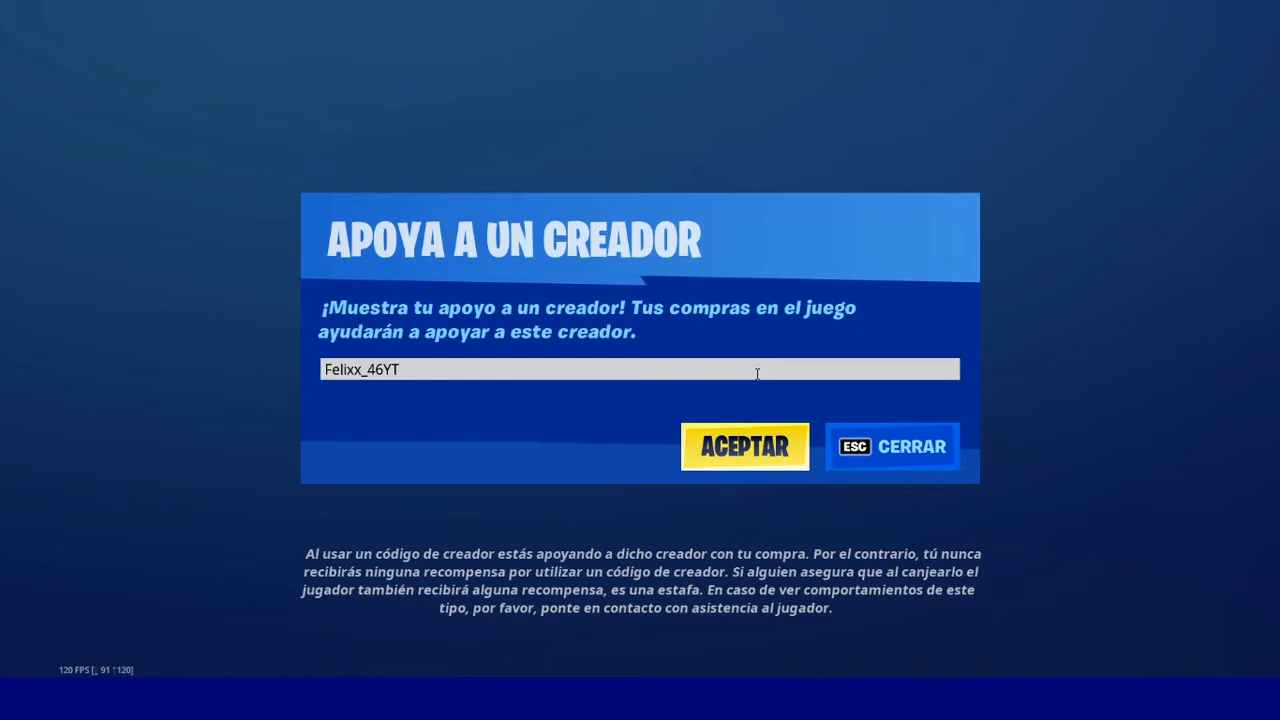 APOYA A UN CREADOR
¡Muestra tu apoyo a un creador! Tus compras en el juego
ayudarán a apoyar a este creador.
Felixx_46YT
ACEPTAR
ESC CERRAR
Al usar un código de creador estás apoyando a dicho creador con tu compra. Por el contrario, tú nunca
recibirás ninguna recompensa por utilizar un código de creador. Si alguien asegura que al canjearlo el
jugador también recibirá alguna recompensa, es una estafa. En caso de ver comportamientos de este
tipo, por favor, ponte en contacto con asistencia al jugador.
120 FPS [↓ 91 ↑120]